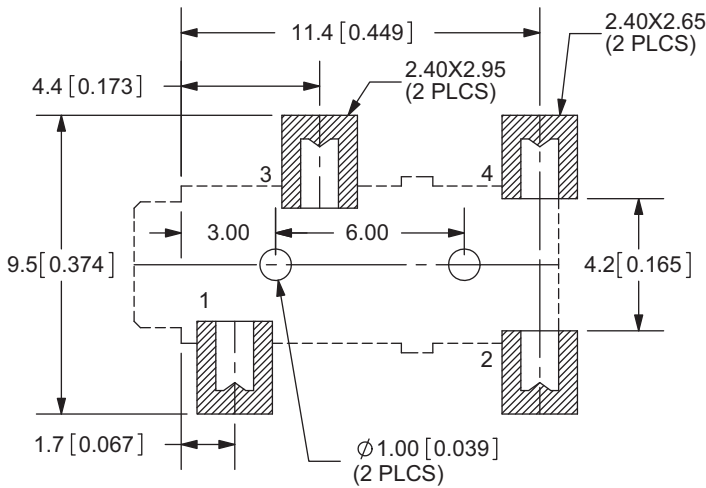 11.4 [0.449]
2.40X2.65
(2 PLCS)
4.4 [0.173]
2.40X2.95
(2 PLCS)
3
4
3.00
6.00
9.5[0.374]
4.2[0.165]
1
2
1.7 [0.067]
Ø1.00 [0.039]
(2 PLCS)